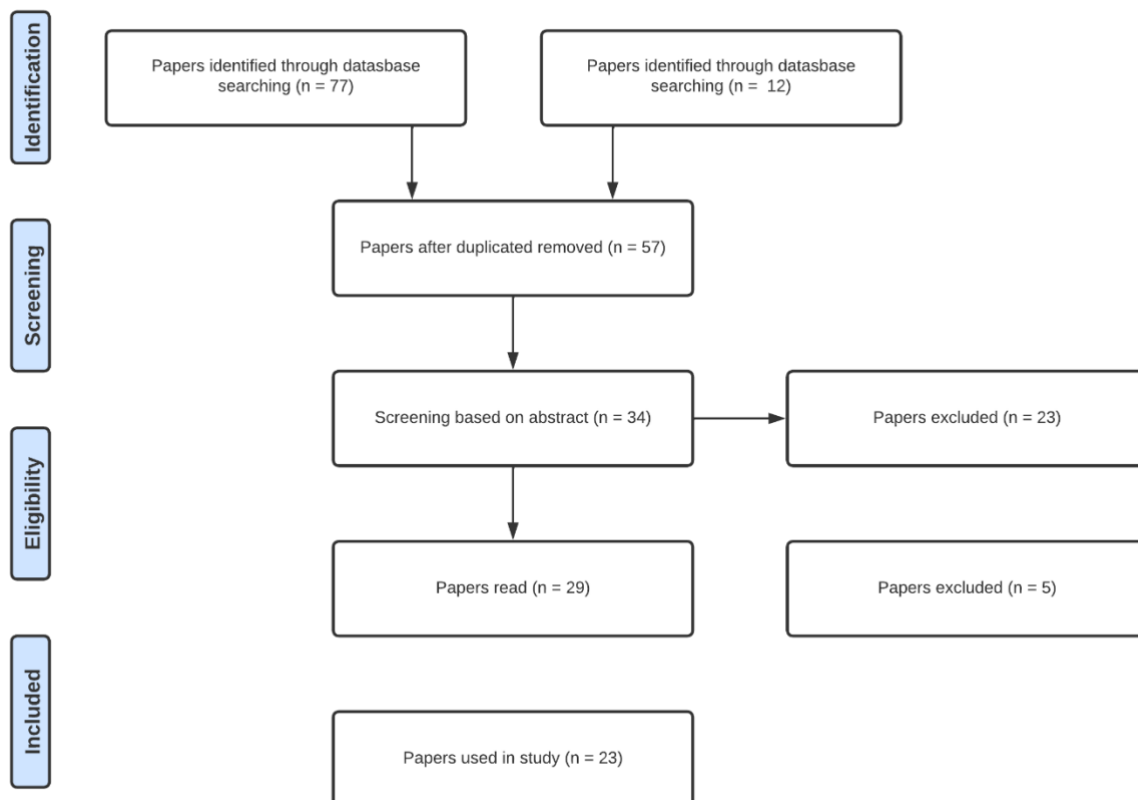 Identification
Papers identified through datasbase
searching (n = 77)
Papers identified through datasbase
searching (n =  12)
Screening
Papers after duplicated removed (n = 57)
Screening based on abstract (n = 34)
Papers excluded (n = 23)
Eligibility
Papers read (n = 29)
Papers excluded (n = 5)
Included
Papers used in study (n = 23)